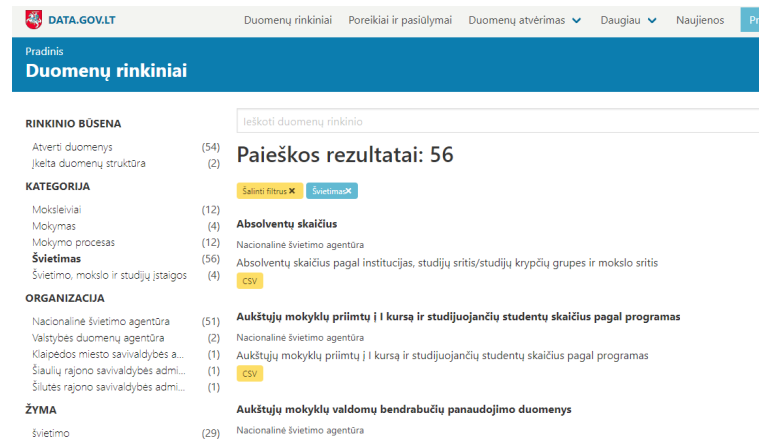 DATA.GOV.LT
Duomenų rinkiniai Poreikiai ir pasiūlymai Duomenų atvėrimas Daugiau Naujienos
Pradinis
Duomenų rinkiniai
RINKINIO BŪSENA
Atverti duomenys (54)
Įkelta duomenų struktūra (2)
KATEGORIJA
Moksleiviai (12)
Mokymas (4)
Mokymo procesas (12)
Švietimas (56)
Švietimo, mokslo ir studijų įstaigos (4)
ORGANIZACIJA
Nacionalinė švietimo agentūra (51)
Valstybės duomenų agentūra (2)
Klaipėdos miesto savivaldybės a... (1)
Šiaulių rajono savivaldybės admi... (1)
Šilutės rajono savivaldybės admi... (1)
ŽYMA
švietimo (29)
Ieškoti duomenų rinkinio
Paieškos rezultatai: 56
Šalinti filtrus Švietimas
Absolventų skaičius
Nacionalinė švietimo agentūra
Absolventų skaičius pagal institucijas, studijų sritis/studijų krypčių grupes ir mokslo sritis
CSV
Aukštųjų mokyklų priimtų į I kursą ir studijuojančių studentų skaičius pagal programas
Nacionalinė švietimo agentūra
Aukštųjų mokyklų priimtų į I kursą ir studijuojančių studentų skaičius pagal programas
CSV
Aukštųjų mokyklų valdomų bendrabučių panaudojimo duomenys
Nacionalinė švietimo agentūra